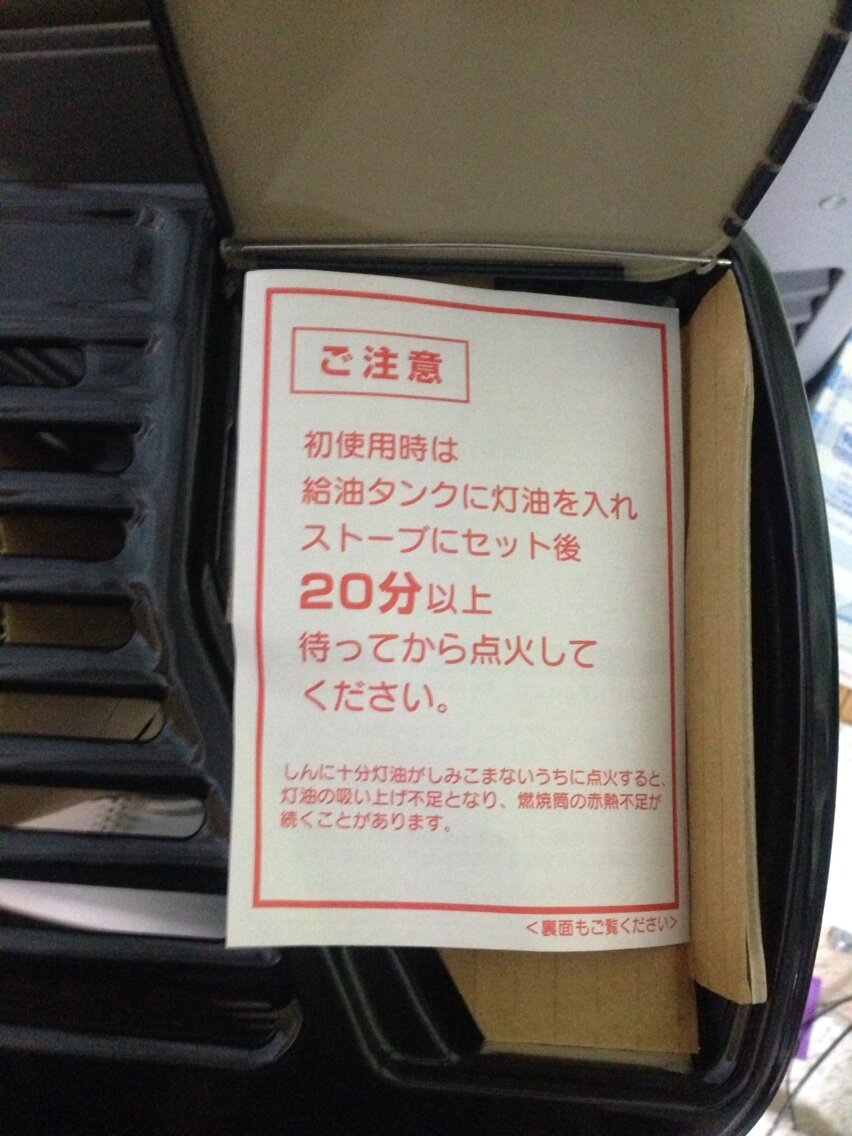 ご注意
初使用時は
給油タンクに灯油を入れ
ストーブにセット後
20分以上
待ってから点火して
ください。
しんに十分灯油がしみこまないうちに点火すると、
灯油の吸い上げ不足となり、燃焼筒の赤熱不足が
続くことがあります。
<裏面もご覧ください>